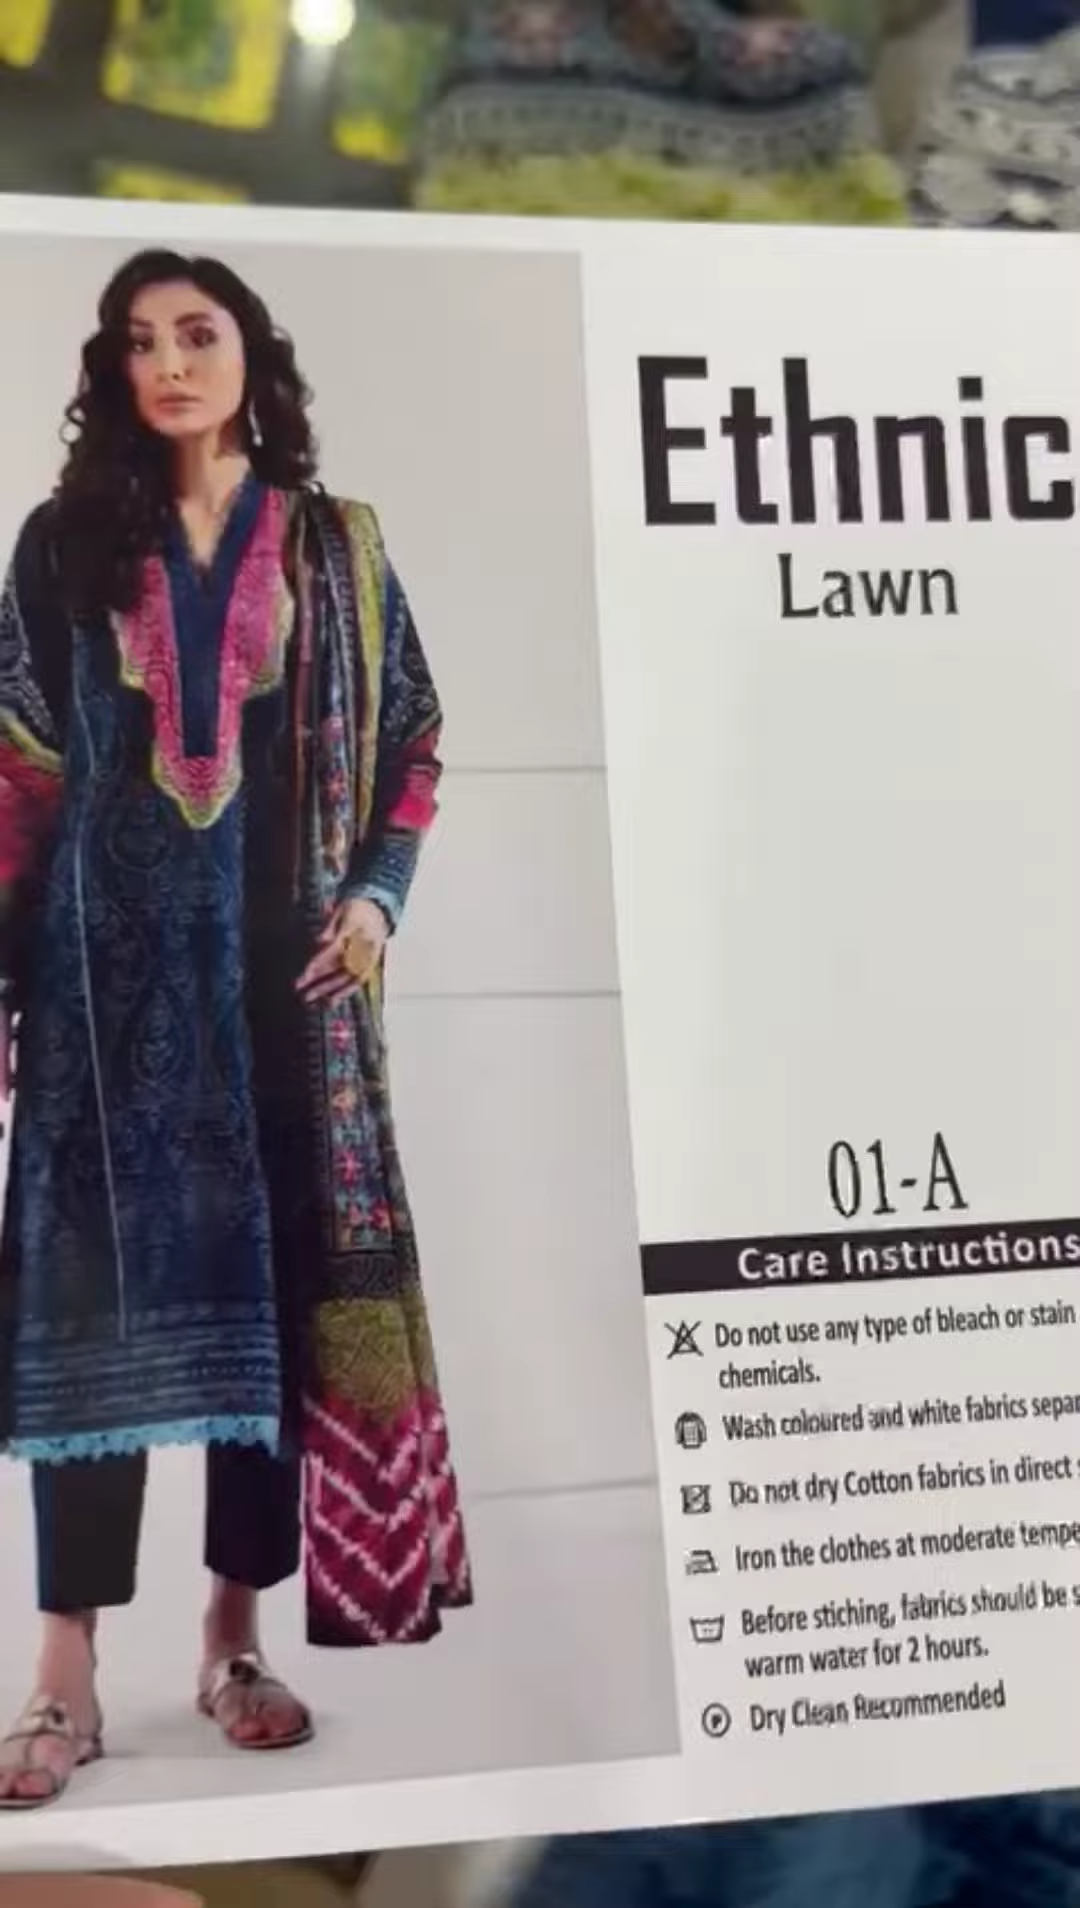 Ethnic
Lawn
01-A
Care Instructions
Do not use any type of bleach or stain
chemicals.
Wash coloured and white fabrics
Do not dry Cotton fabrics in direct
Iron the clothes at moderate
Before stiching, fabrics should be
warm water for 2 hours.
P Dry Clean Recommended